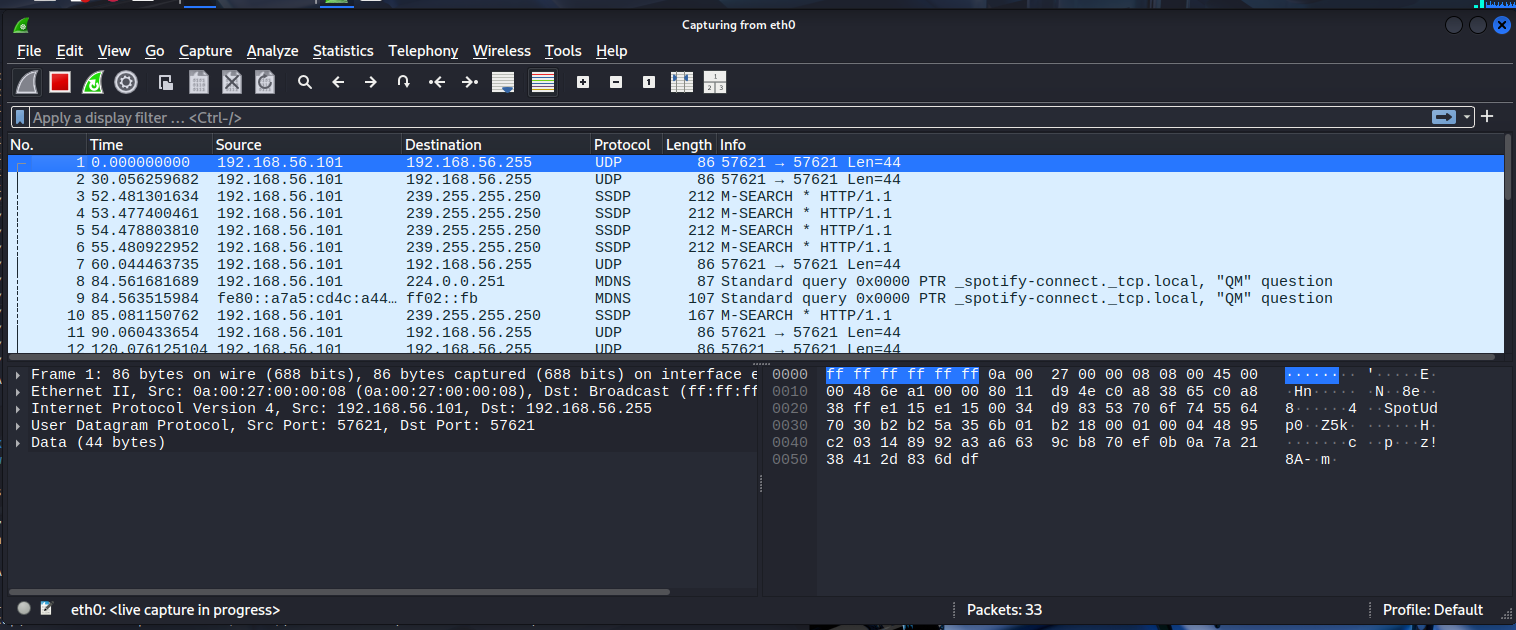 Capturing from eth0
File Edit View Go Capture Analyze Statistics Telephony Wireless Tools Help
Apply a display filter ... <Ctrl-/>
No. Time Source Destination Protocol Length Info
1 0.000000000 192.168.56.101 192.168.56.255 UDP 86 57621 → 57621 Len=44
2 30.056259682 192.168.56.101 192.168.56.255 UDP 86 57621 → 57621 Len=44
3 52.481301634 192.168.56.101 239.255.255.250 SSDP 212 M-SEARCH * HTTP/1.1
4 53.477400461 192.168.56.101 239.255.255.250 SSDP 212 M-SEARCH * HTTP/1.1
5 54.478803810 192.168.56.101 239.255.255.250 SSDP 212 M-SEARCH * HTTP/1.1
6 55.480922952 192.168.56.101 239.255.255.250 SSDP 212 M-SEARCH * HTTP/1.1
7 60.044463735 192.168.56.101 192.168.56.255 UDP 86 57621 → 57621 Len=44
8 84.561681689 192.168.56.101 224.0.0.251 MDNS 87 Standard query 0x0000 PTR _spotify-connect._tcp.local, "QM" question
9 84.563515984 fe80::a7a5:cd4c:a44… ff02::fb MDNS 107 Standard query 0x0000 PTR _spotify-connect._tcp.local, "QM" question
10 85.081150762 192.168.56.101 239.255.255.250 SSDP 167 M-SEARCH * HTTP/1.1
11 90.060433654 192.168.56.101 192.168.56.255 UDP 86 57621 → 57621 Len=44
12 120.076125104 192.168.56.101 192.168.56.255 UDP 86 57621 → 57621 Len=44
Frame 1: 86 bytes on wire (688 bits), 86 bytes captured (688 bits) on interface e
Ethernet II, Src: 0a:00:27:00:00:08 (0a:00:27:00:00:08), Dst: Broadcast (ff:ff:ff
Internet Protocol Version 4, Src: 192.168.56.101, Dst: 192.168.56.255
User Datagram Protocol, Src Port: 57621, Dst Port: 57621
Data (44 bytes)
0000 ff ff ff ff ff ff 0a 00 27 00 00 08 08 00 45 00 ········ '·····E·
0010 00 48 6e a1 00 00 80 11 d9 4e c0 a8 38 65 c0 a8 ·Hn····· ·N··8e··
0020 38 ff e1 15 e1 15 00 34 d9 83 53 70 6f 74 55 64 8······4 ··SpotUd
0030 70 30 b2 b2 5a 35 6b 01 b2 18 00 01 00 04 48 95 p0··Z5k· ······H·
0040 c2 03 14 89 92 a3 a6 63 9c b8 70 ef 0b 0a 7a 21 ·······c ··p···z!
0050 38 41 2d 83 6d df 8A-·m·
eth0: <live capture in progress>
Packets: 33
Profile: Default